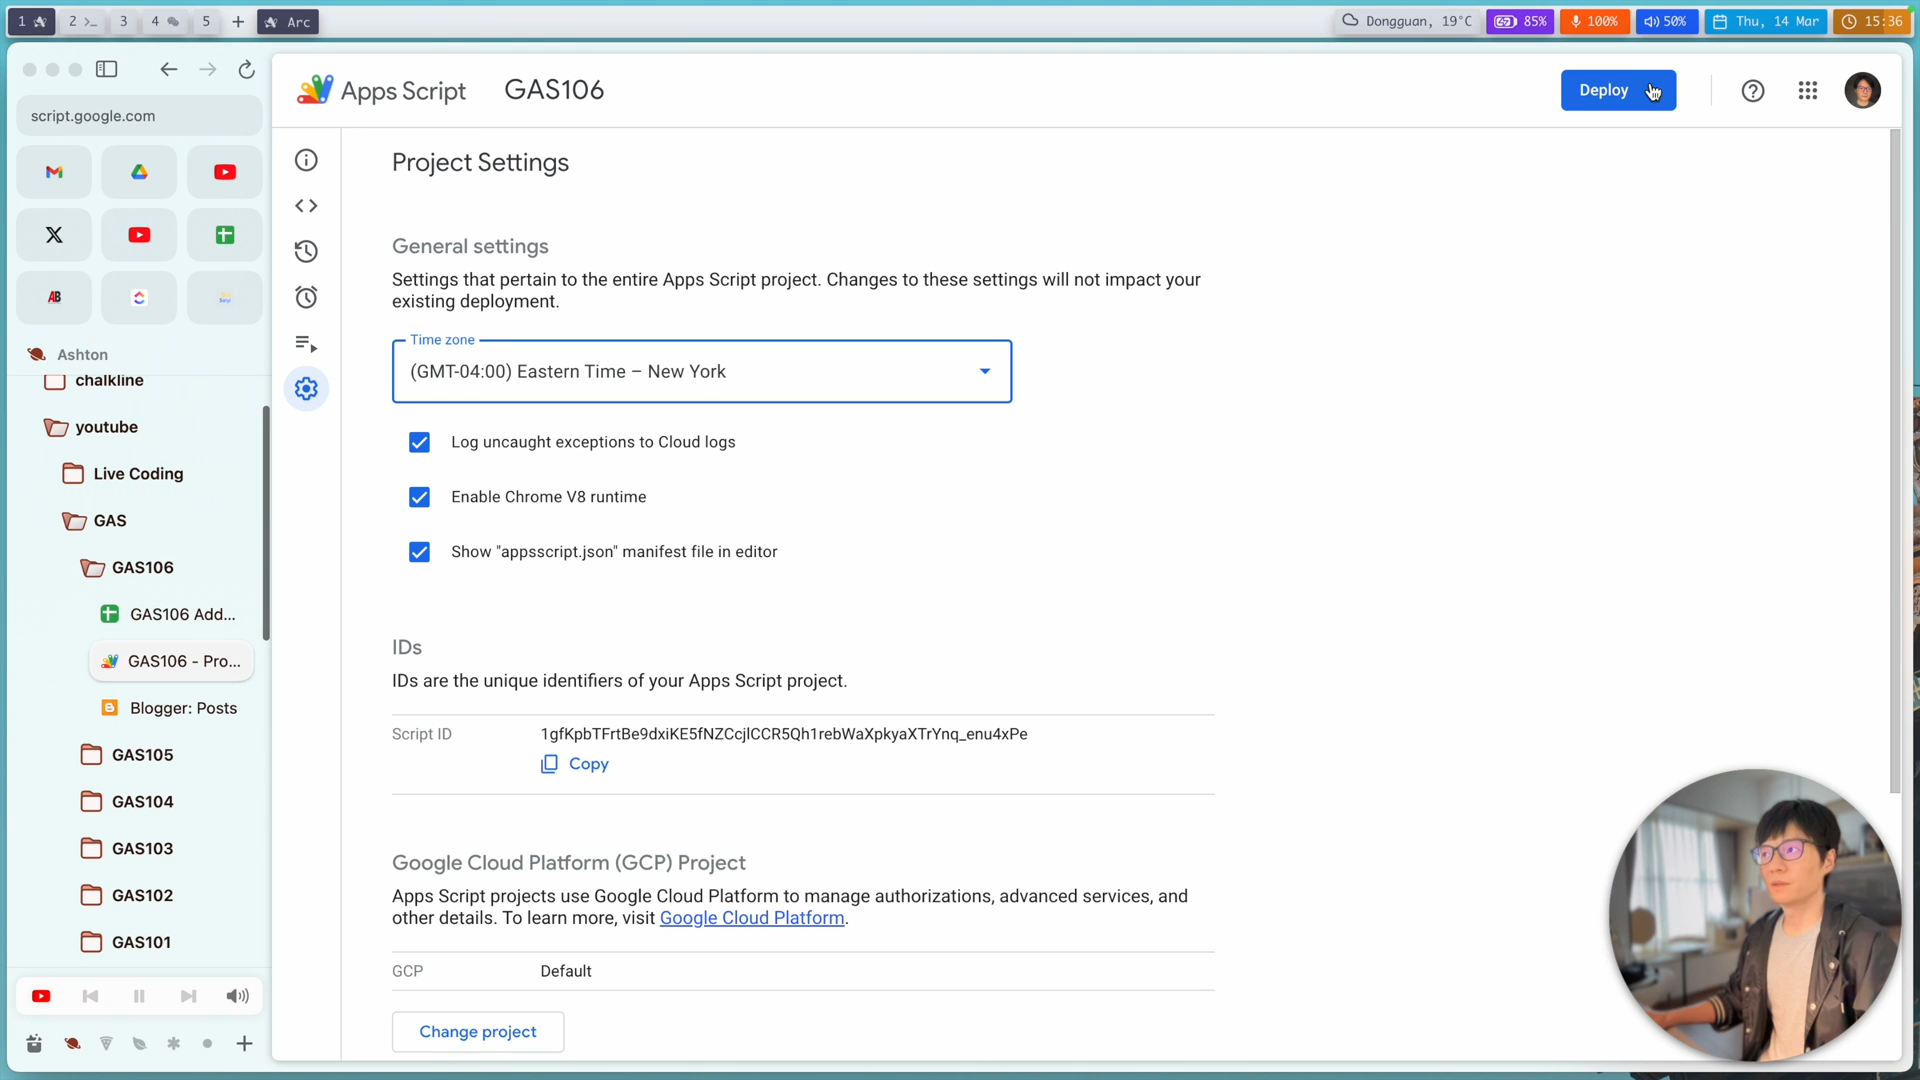 1
2
3
4
5
+
Arc
Dongguan, 19°C
85%
100%
50%
Thu, 14 Mar
15:36
script.google.com
Ashton
chalkline
youtube
Live Coding
GAS
GAS106
GAS106 Add...
GAS106 - Pro...
Blogger: Posts
GAS105
GAS104
GAS103
GAS102
GAS101
Apps Script
GAS106
Deploy
Project Settings
General settings
Settings that pertain to the entire Apps Script project. Changes to these settings will not impact your
existing deployment.
Time zone
(GMT-04:00) Eastern Time – New York
Log uncaught exceptions to Cloud logs
Enable Chrome V8 runtime
Show "appsscript.json" manifest file in editor
IDs
IDs are the unique identifiers of your Apps Script project.
Script ID
1gfKpbTFrtBe9dxiKE5fNZCcjlCCR5Qh1rebWaXpkyaXTrYnq_enu4xPe
Copy
Google Cloud Platform (GCP) Project
Apps Script projects use Google Cloud Platform to manage authorizations, advanced services, and
other details. To learn more, visit Google Cloud Platform.
GCP
Default
Change project